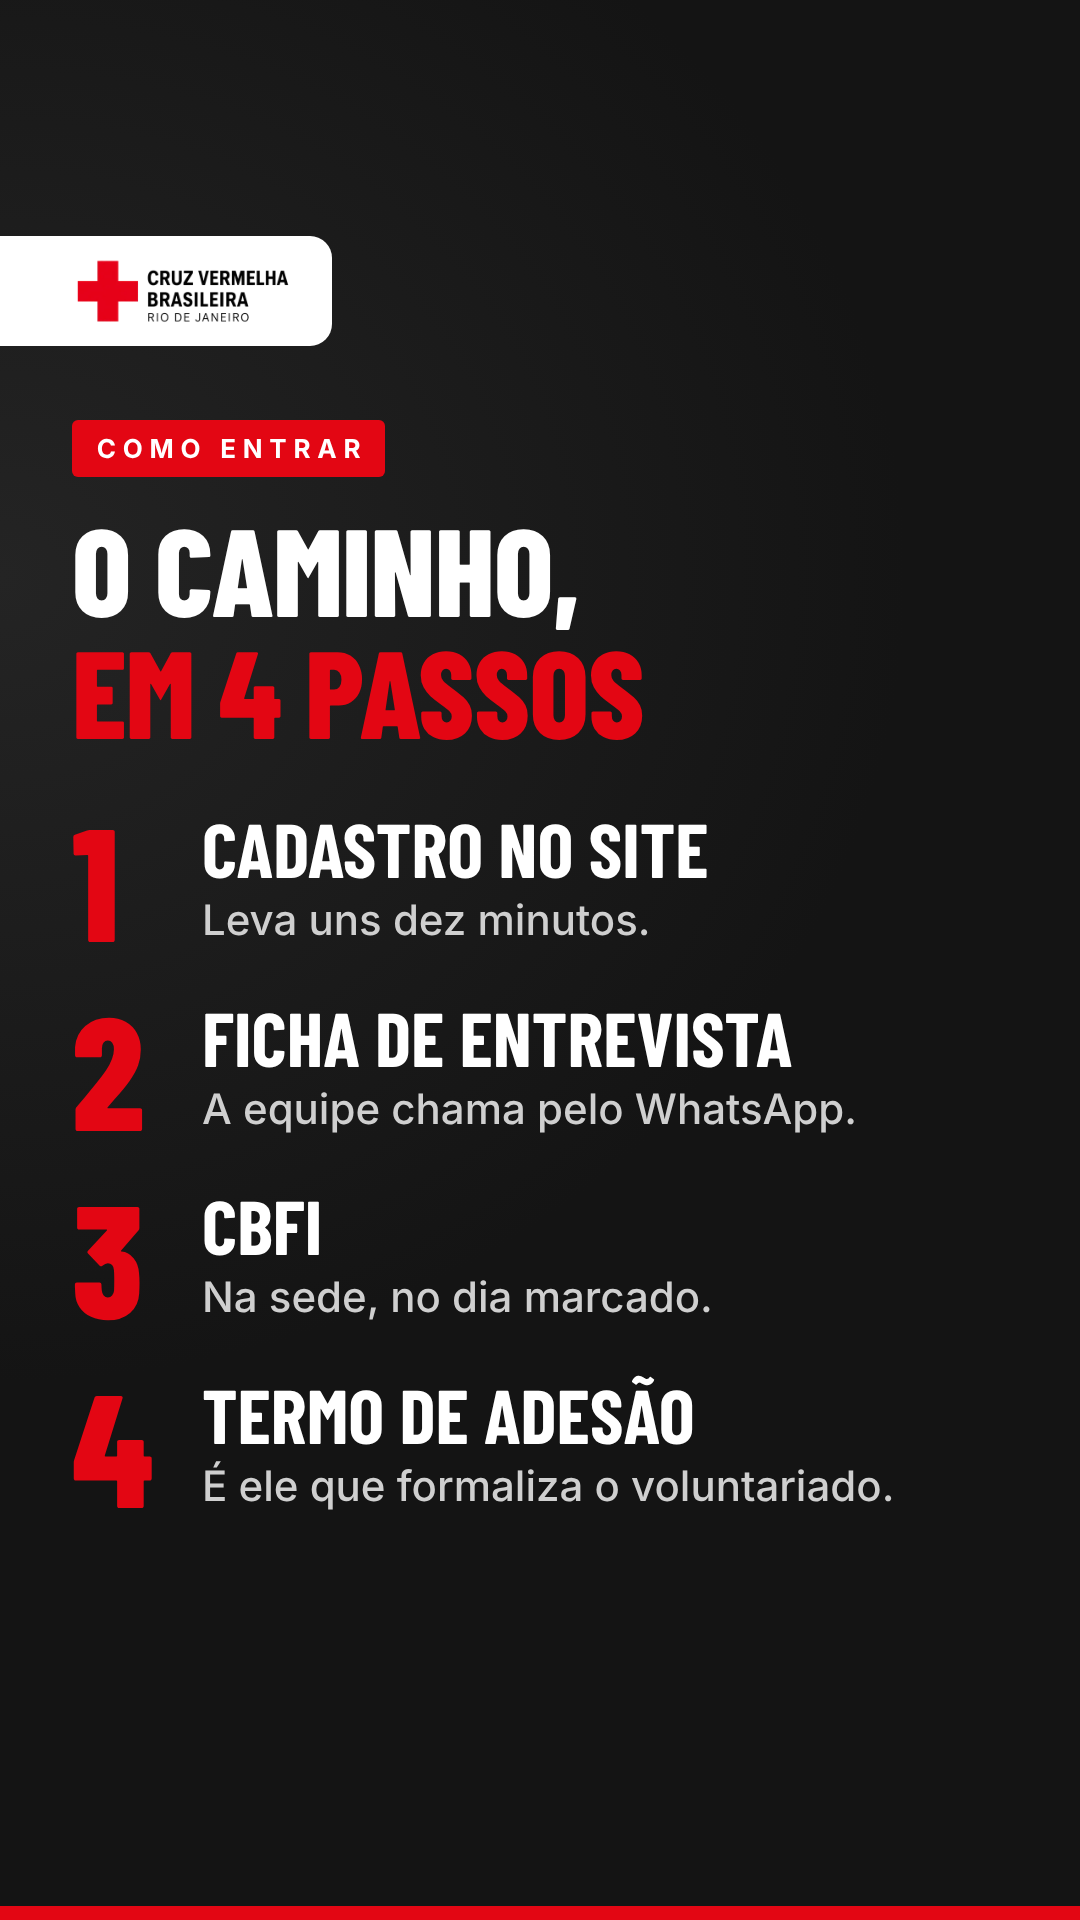 CRUZ VERMELHA
BRASILEIRA
RIO DE JANEIRO
COMO ENTRAR
O CAMINHO,
EM 4 PASSOS
1
CADASTRO NO SITE
Leva uns dez minutos.
2
FICHA DE ENTREVISTA
A equipe chama pelo WhatsApp.
3
CBFI
Na sede, no dia marcado.
4
TERMO DE ADESÃO
É ele que formaliza o voluntariado.